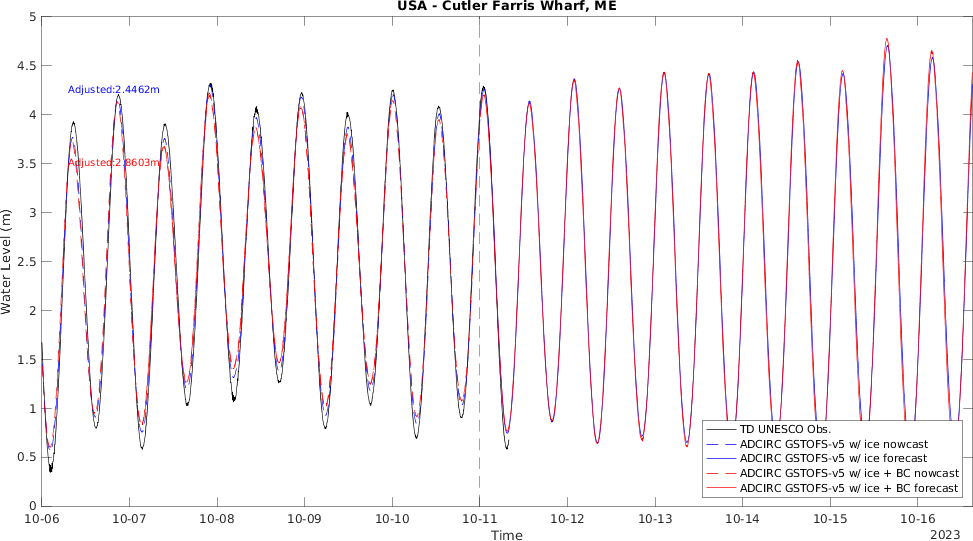 USA - Cutler Farris Wharf, ME
5
4.5
4
3.5
3
2.5
2
1.5
1
0.5
0
Water Level (m)
Adjusted:2.4462m
Adjusted:2.8603m
TD UNESCO Obs.
ADCIRC GSTOFS-v5 w/ ice nowcast
ADCIRC GSTOFS-v5 w/ ice forecast
ADCIRC GSTOFS-v5 w/ ice + BC nowcast
ADCIRC GSTOFS-v5 w/ ice + BC forecast
10-06 10-07 10-08 10-09 10-10 10-11 10-12 10-13 10-14 10-15 10-16
Time
2023